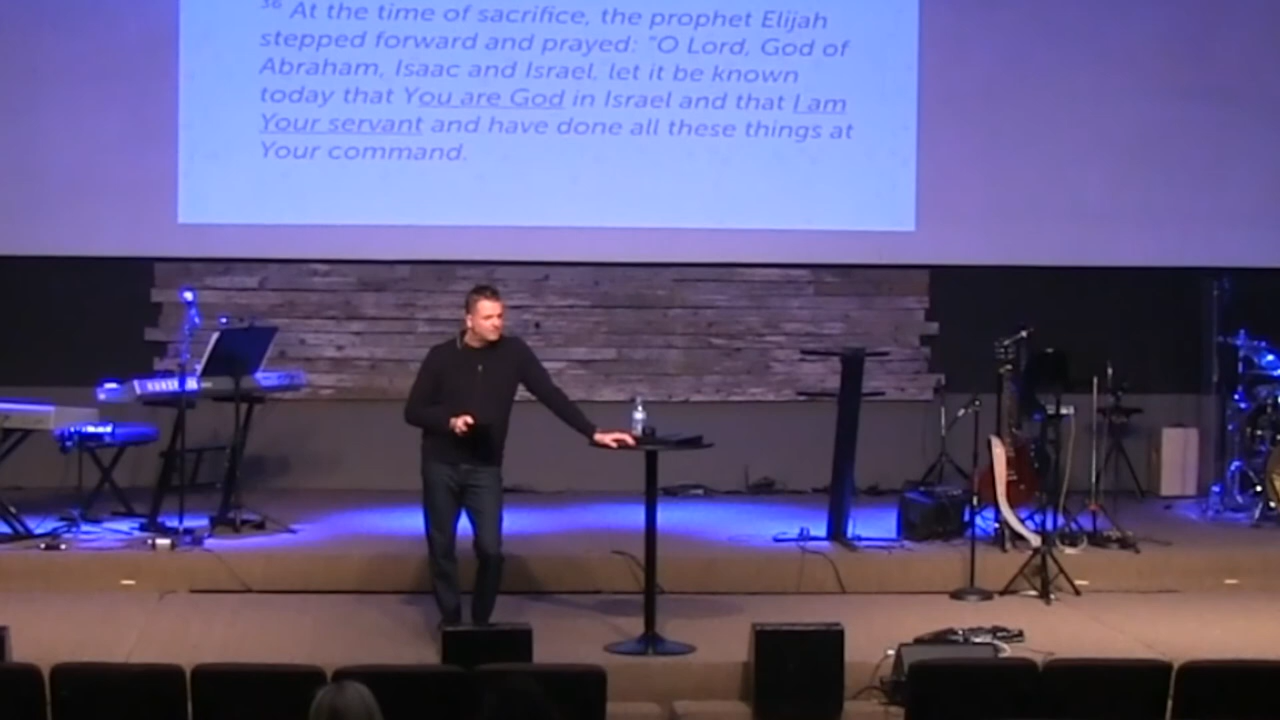 36 At the time of sacrifice, the prophet Elijah
stepped forward and prayed: "O Lord, God of
Abraham, Isaac and Israel. let it be known
today that You are God in Israel and that I am
Your servant and have done all these things at
Your command.